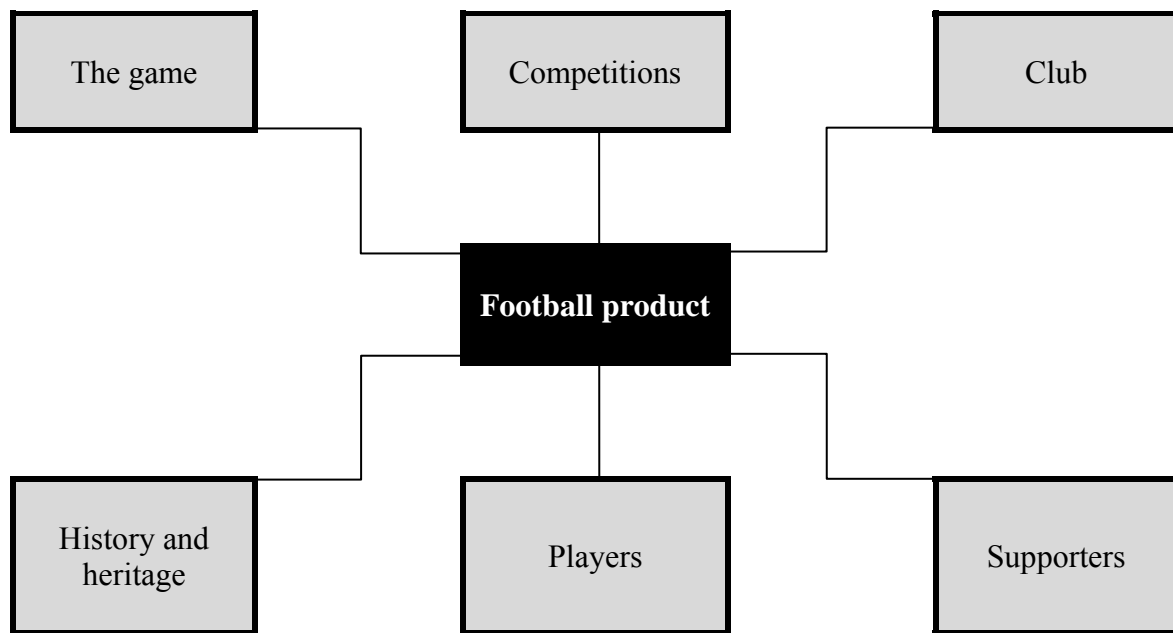 The game
Competitions
Club
Football product
History and
heritage
Players
Supporters